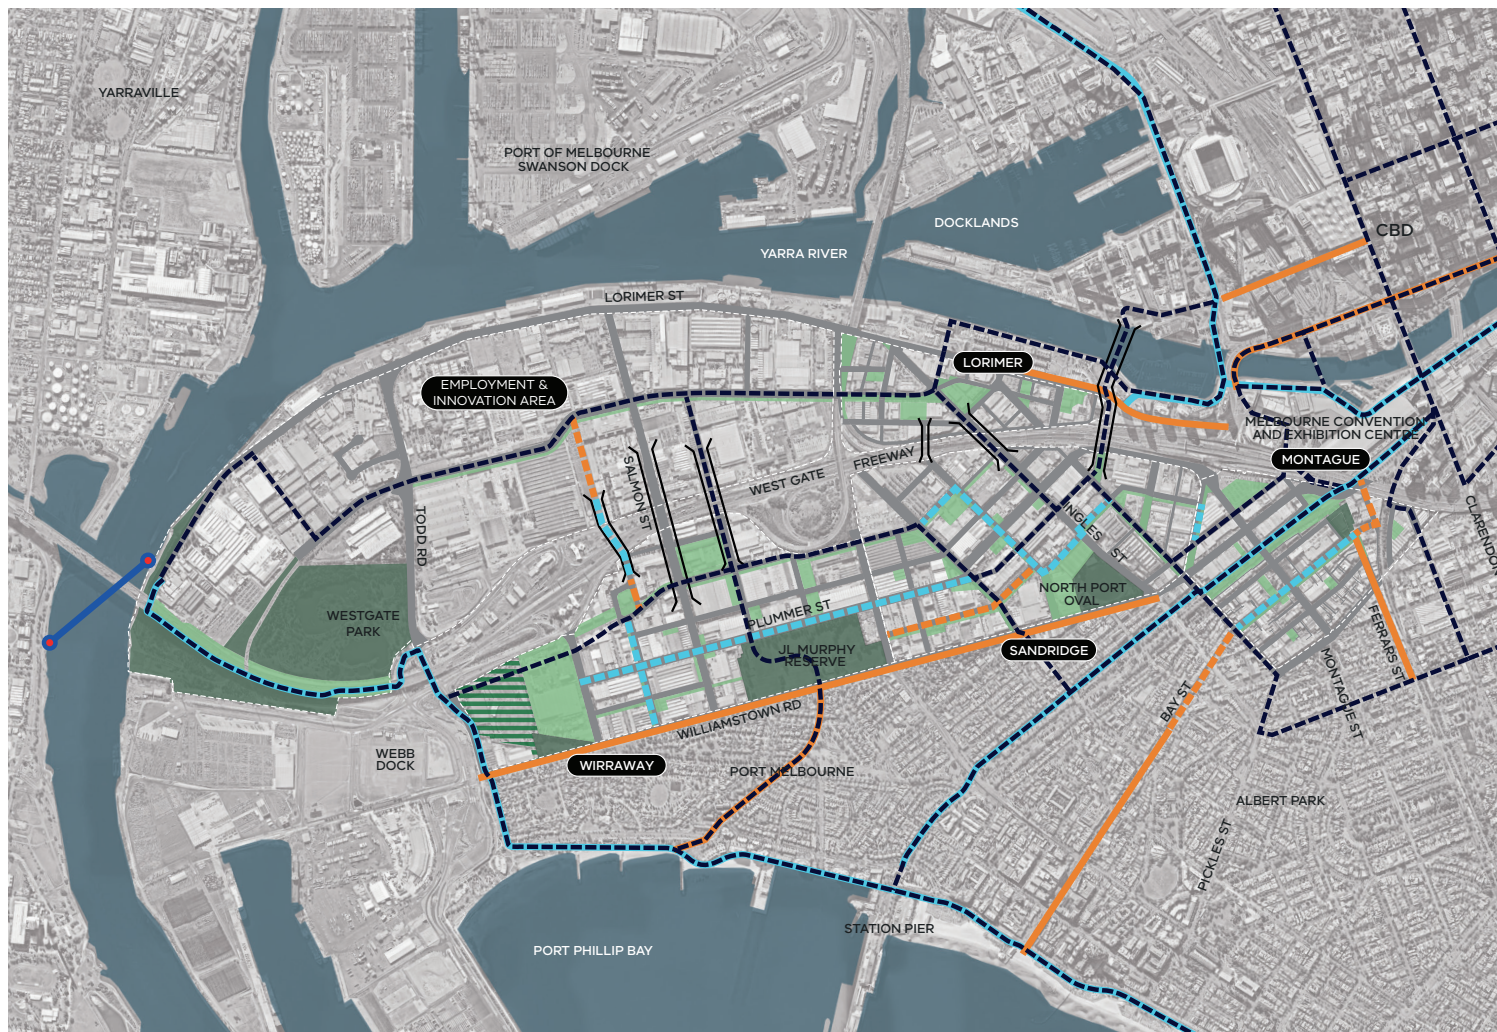 YARRAVILLE
PORT OF MELBOURNE
SWANSON DOCK
DOCKLANDS
CBD
YARRA RIVER
LORIMER ST
LORIMER
EMPLOYMENT &
INNOVATION AREA
MELBOURNE CONVENTION
AND EXHIBITION CENTRE
MONTAGUE
FREEWAY
WEST GATE
SALMON ST
TODD RD
INGLES ST
CLARENDON
WESTGATE
PARK
PLUMMER ST
NORTH PORT
OVAL
JL MURPHY
RESERVE
SANDRIDGE
FERRARS ST
MONTAGUE ST
BAY ST
WILLIAMSTOWN RD
WEBB
DOCK
WIRRAWAY
PORT MELBOURNE
ALBERT PARK
PICKLES ST
STATION PIER
PORT PHILLIP BAY